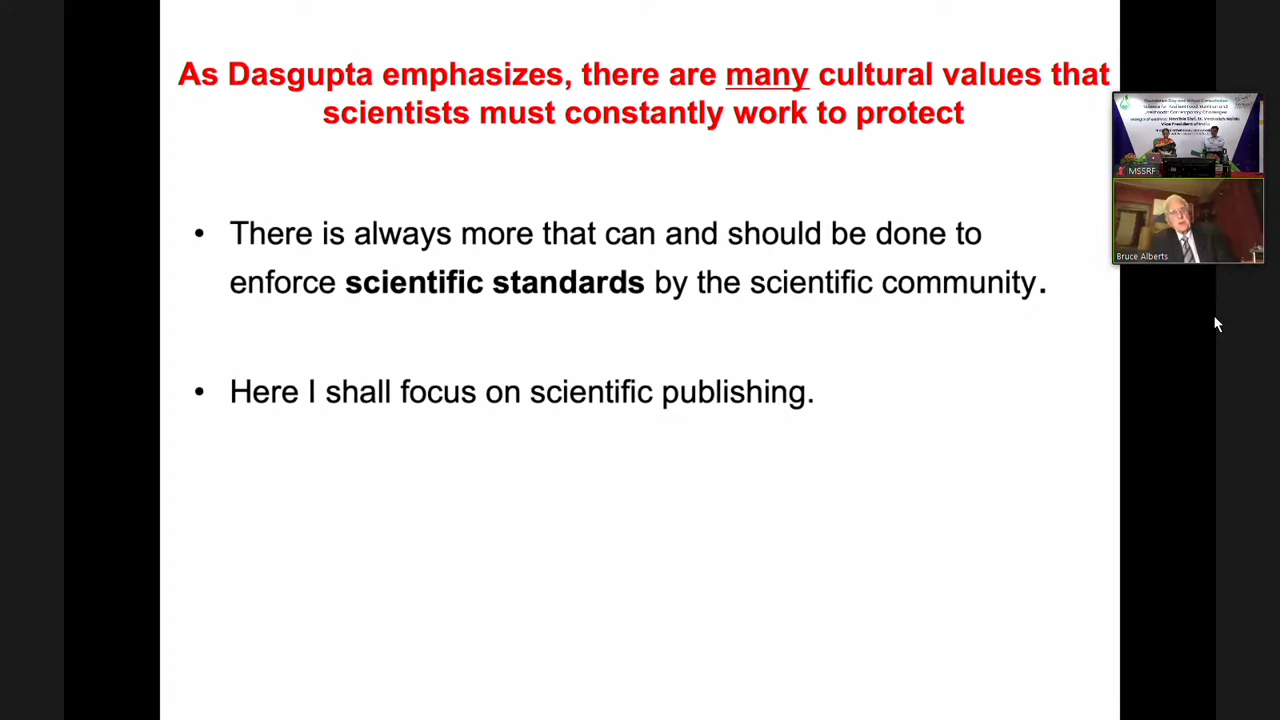 As Dasgupta emphasizes, there are many cultural values that
scientists must constantly work to protect
• There is always more that can and should be done to
enforce scientific standards by the scientific community.
• Here I shall focus on scientific publishing.
MSSRF
Bruce Alberts